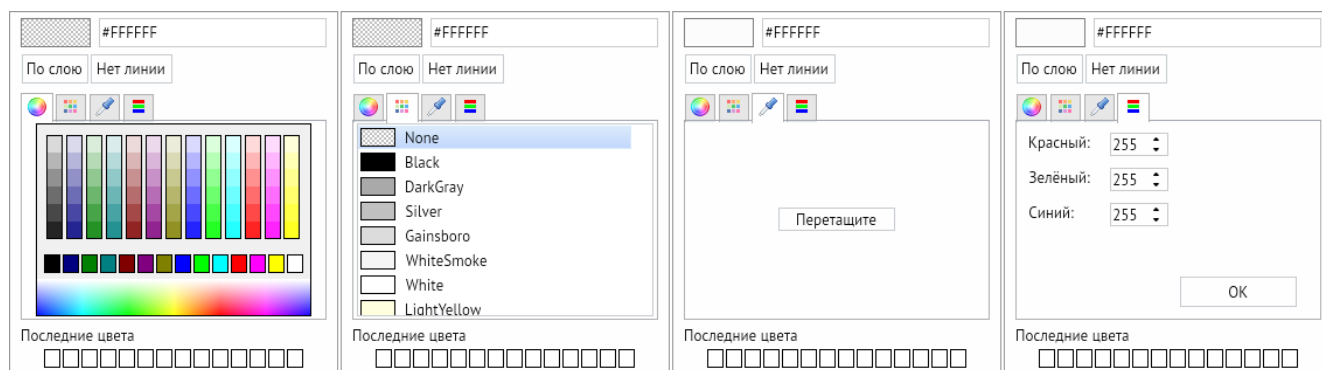 #FFFFFF
По слою Нет линии
Последние цвета
#FFFFFF
По слою Нет линии
None
Black
DarkGray
Silver
Gainsboro
WhiteSmoke
White
LightYellow
Последние цвета
#FFFFFF
По слою Нет линии
Перетащите
Последние цвета
#FFFFFF
По слою Нет линии
Красный: 255
Зелёный: 255
Синий: 255
ОК
Последние цвета